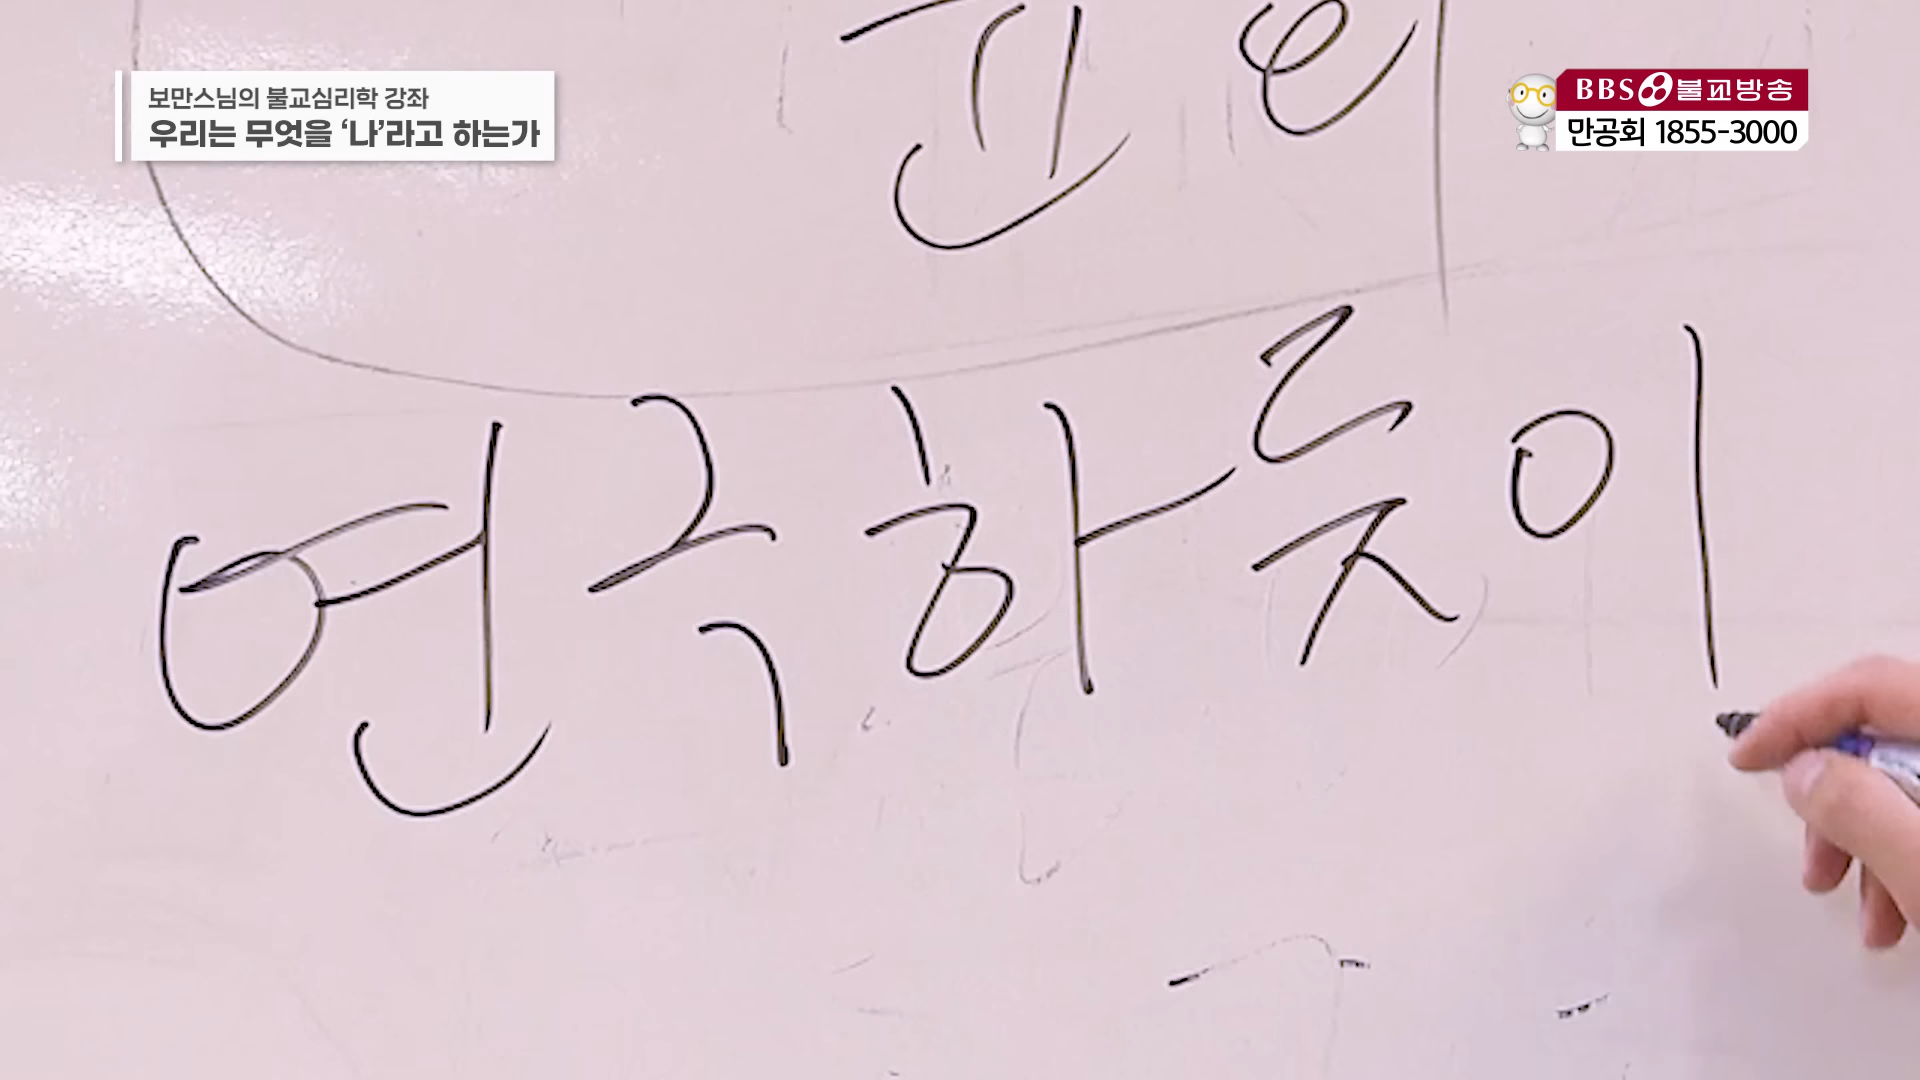 보만스님의 불교심리학 강좌
우리는 무엇을 ‘나’라고 하는가
BBS 불교방송
만공회 1855-3000
연극하듯이